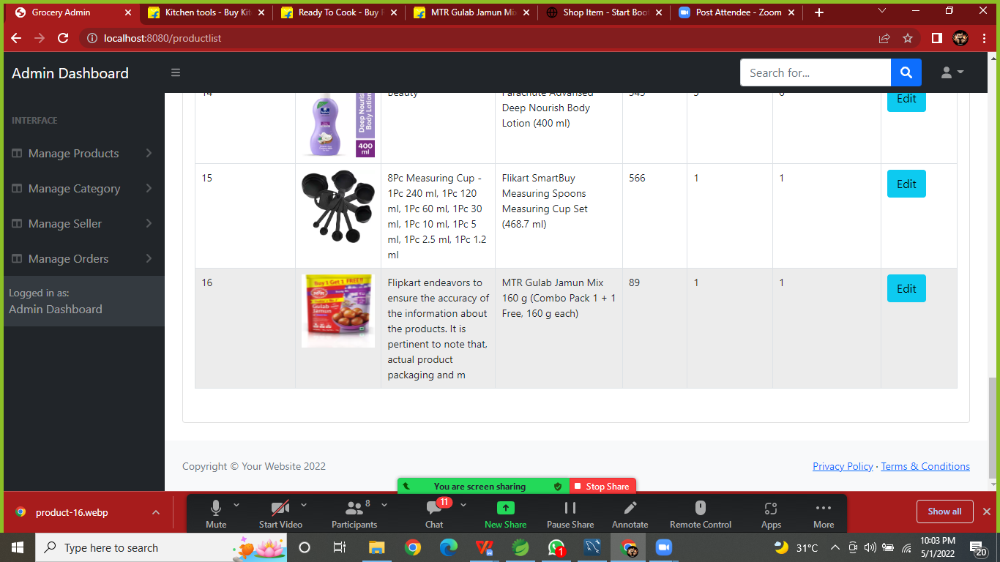 Grocery Admin
Kitchen tools - Buy Kit
Ready To Cook - Buy F
MTR Gulab Jamun Mix
Shop Item - Start Boot
Post Attendee - Zoom
localhost:8080/productlist
Admin Dashboard
Search for...
INTERFACE
Manage Products
Manage Category
Manage Seller
Manage Orders
Logged in as:
Admin Dashboard
14
Beauty
Parachute Advansed
Deep Nourish Body
Lotion (400 ml)
Edit
Deep Nourish
Body Lotion
400
ml
15
8Pc Measuring Cup -
1Pc 240 ml, 1Pc 120
ml, 1Pc 60 ml, 1Pc 30
ml, 1Pc 10 ml, 1Pc 5
ml, 1Pc 2.5 ml, 1Pc 1.2
ml
Flikart SmartBuy
Measuring Spoons
Measuring Cup Set
(468.7 ml)
566
1
1
Edit
16
Buy 1 Get 1 FREE!!
MTR
Gulab
Jamun
Flipkart endeavors to
ensure the accuracy of
the information about
the products. It is
pertinent to note that,
actual product
packaging and m
MTR Gulab Jamun Mix
160 g (Combo Pack 1 + 1
Free, 160 g each)
89
1
1
Edit
Copyright © Your Website 2022
Privacy Policy · Terms & Conditions
You are screen sharing
Stop Share
product-16.webp
Mute
Start Video
8
Participants
11
Chat
New Share
Pause Share
Annotate
Remote Control
Apps
More
Show all
Type here to search
1
31°C
10:03 PM
5/1/2022
20